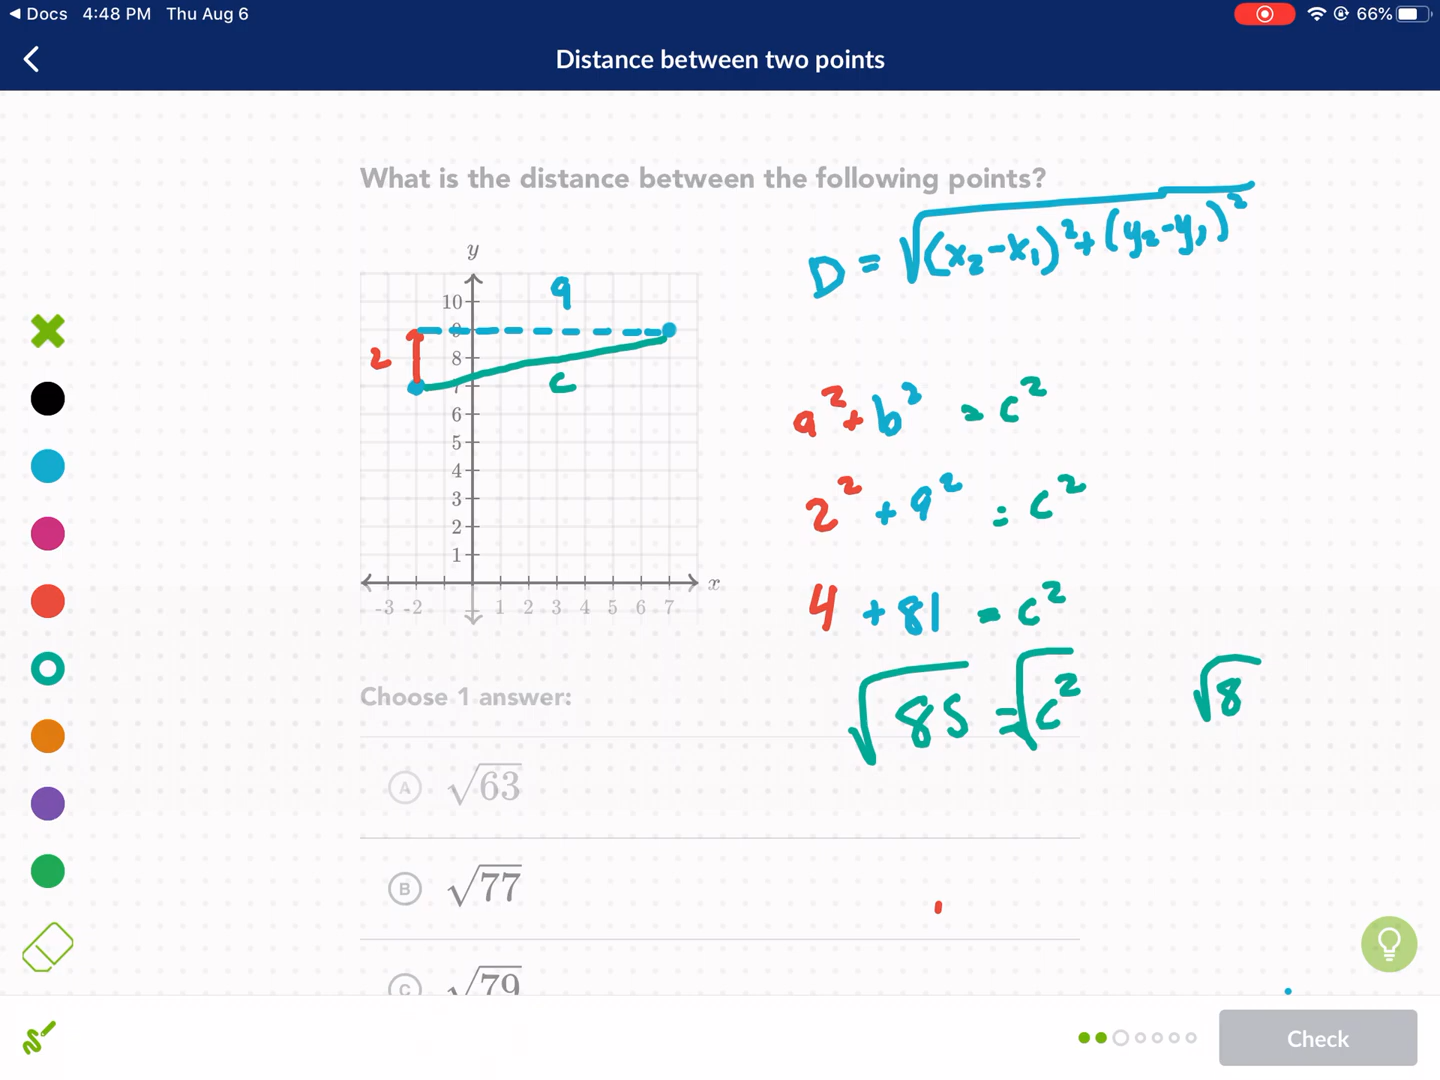 Docs 4:48 PM Thu Aug 6 66%
Distance between two points
What is the distance between the following points?
D = √(x₂-x₁)²+(y₂-y₁)²
y
9
10
9
2
8
c
7
a²+b² = c²
6
5
2² + 9² = c²
4
3
2
1
x
-3 -2 1 2 3 4 5 6 7
4 + 81 = c²
√85 = √c² √8
Choose 1 answer:
A √63
B √77
C √79
Check